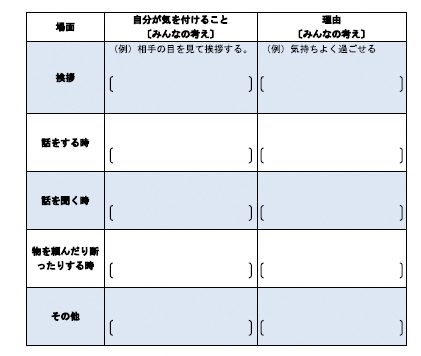 場面
自分が気を付けること
〔みんなの考え〕
理由
〔みんなの考え〕
挨拶
（例）相手の目を見て挨拶する。
（例）気持ちよく過ごせる
話をする時
話を聞く時
物を頼んだり断
ったりする時
その他